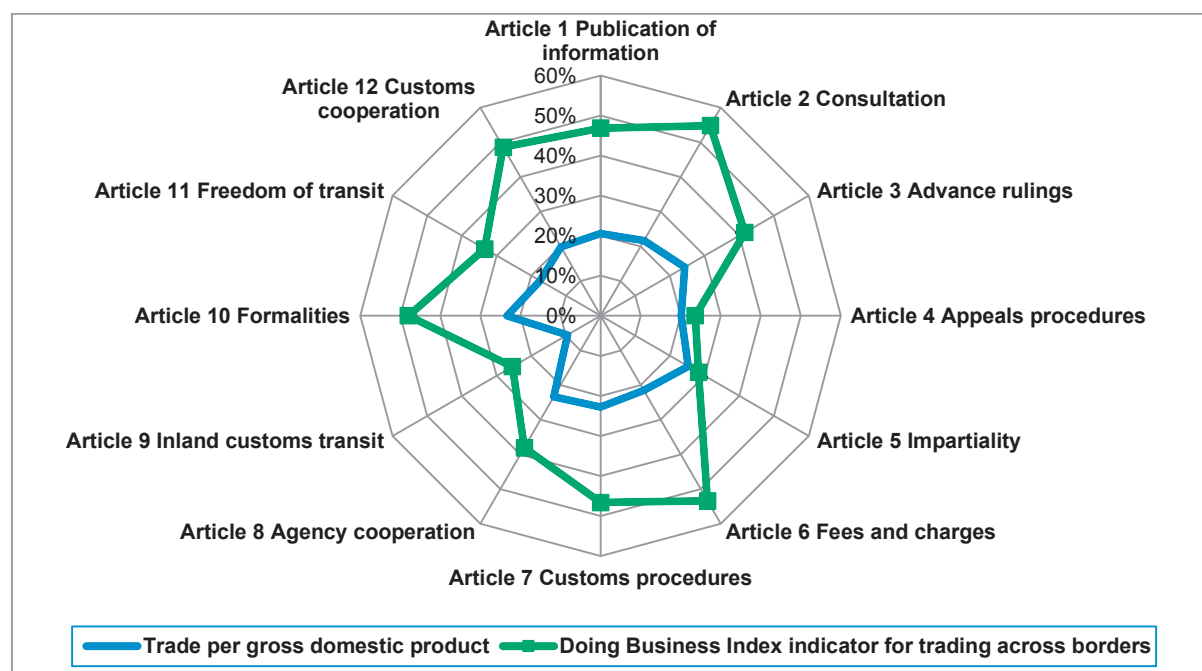 Article 1 Publication of
information
Article 12 Customs
cooperation
60%
Article 2 Consultation
50%
40%
Article 11 Freedom of transit
Article 3 Advance rulings
30%
20%
10%
Article 10 Formalities
0%
Article 4 Appeals procedures
Article 9 Inland customs transit
Article 5 Impartiality
Article 8 Agency cooperation
Article 6 Fees and charges
Article 7 Customs procedures
Trade per gross domestic product
Doing Business Index indicator for trading across borders